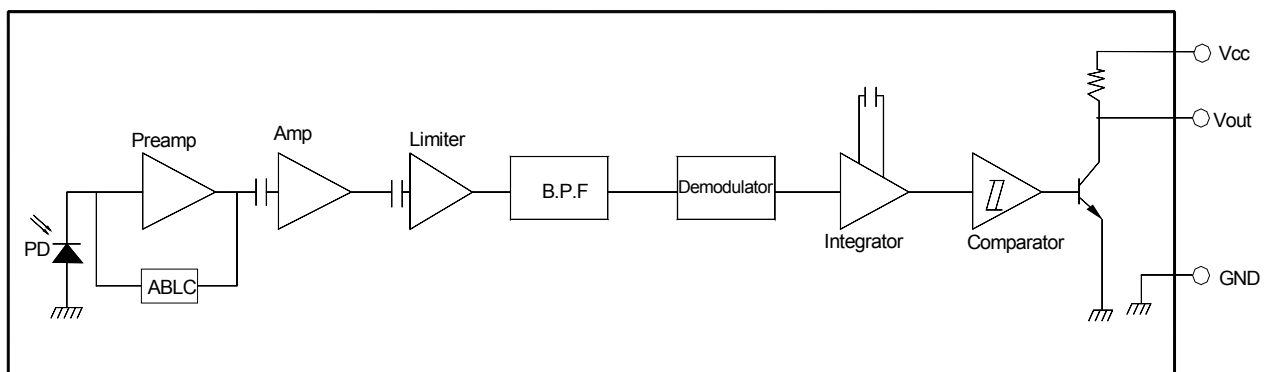 Vcc
Vout
Preamp
Amp
Limiter
B.P.F
Demodulator
Integrator
Comparator
PD
ABLC
GND